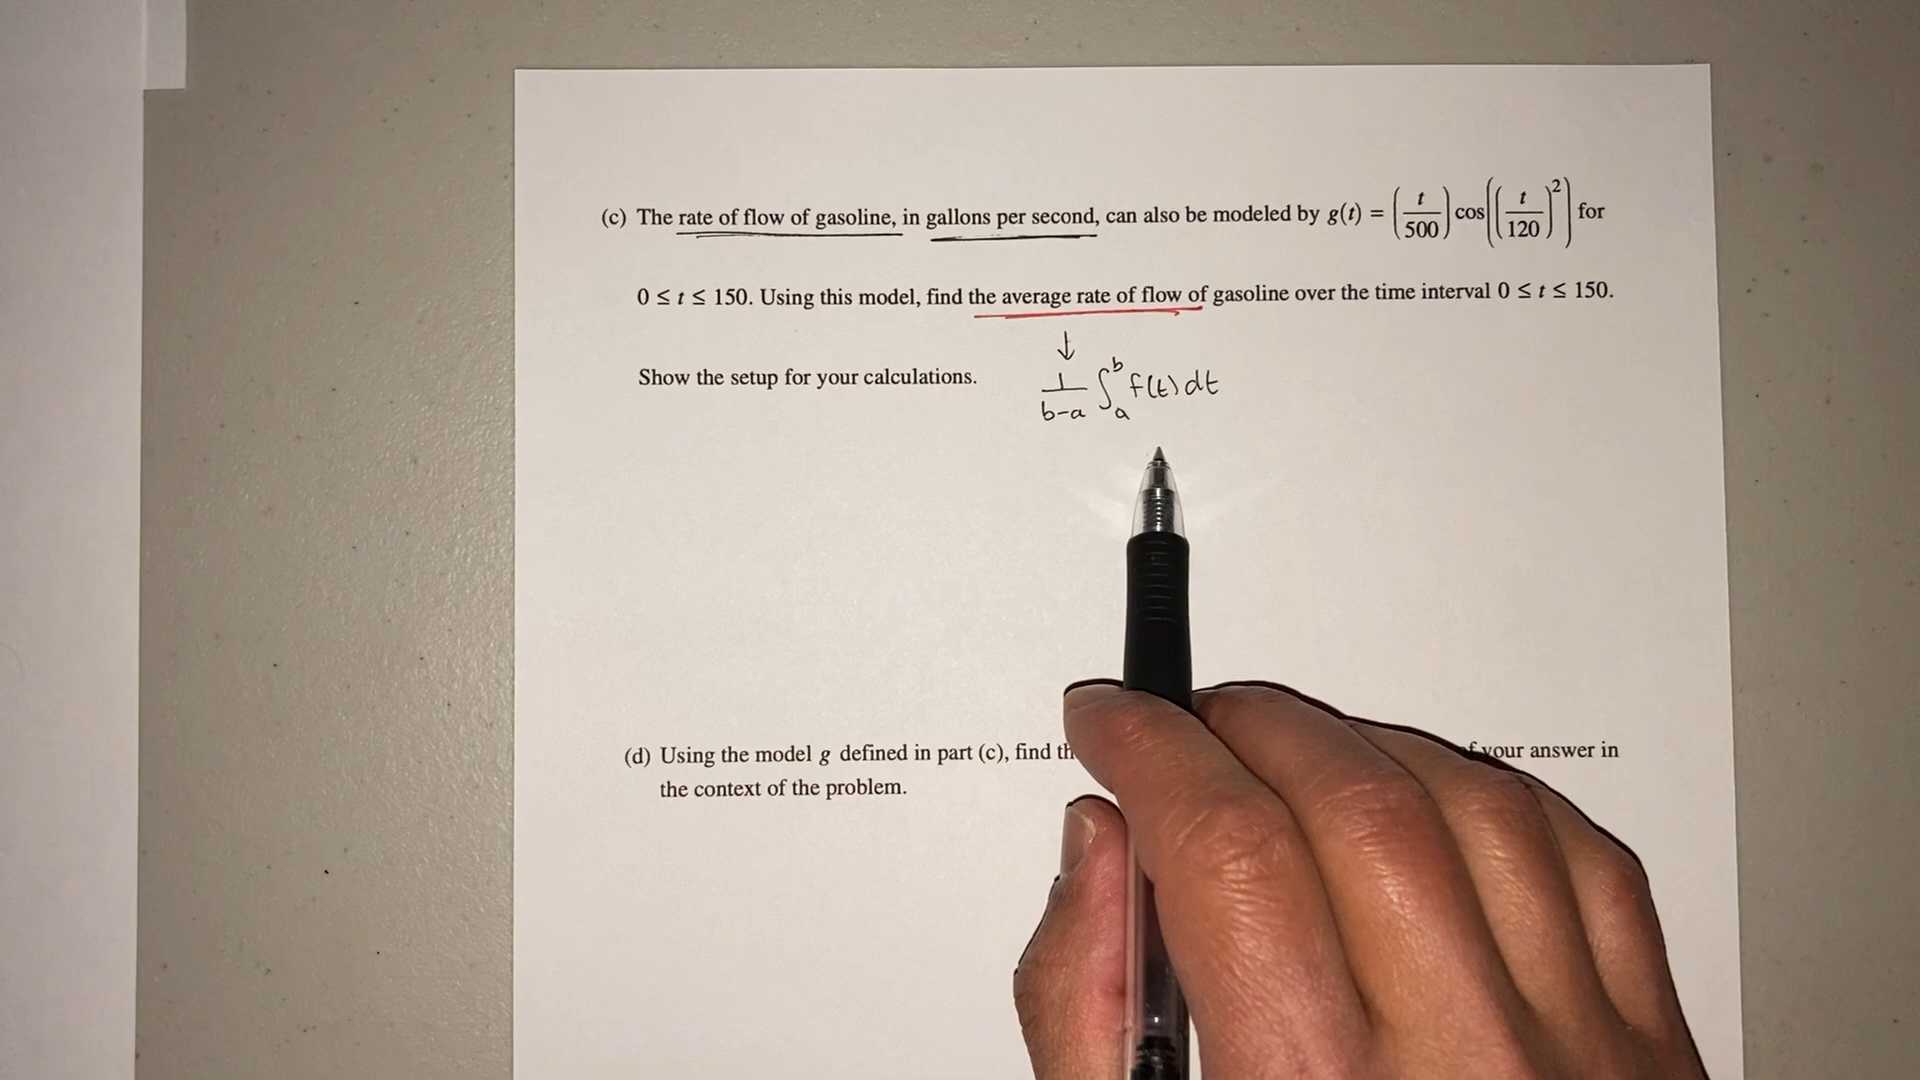 (c) The rate of flow of gasoline, in gallons per second, can also be modeled by g(t) = (t/500) cos((t/120)²) for
0 ≤ t ≤ 150. Using this model, find the average rate of flow of gasoline over the time interval 0 ≤ t ≤ 150.
↓
Show the setup for your calculations.
1/(b-a) ∫_a^b f(t) dt
(d) Using the model g defined in part (c), find your answer in
the context of the problem.